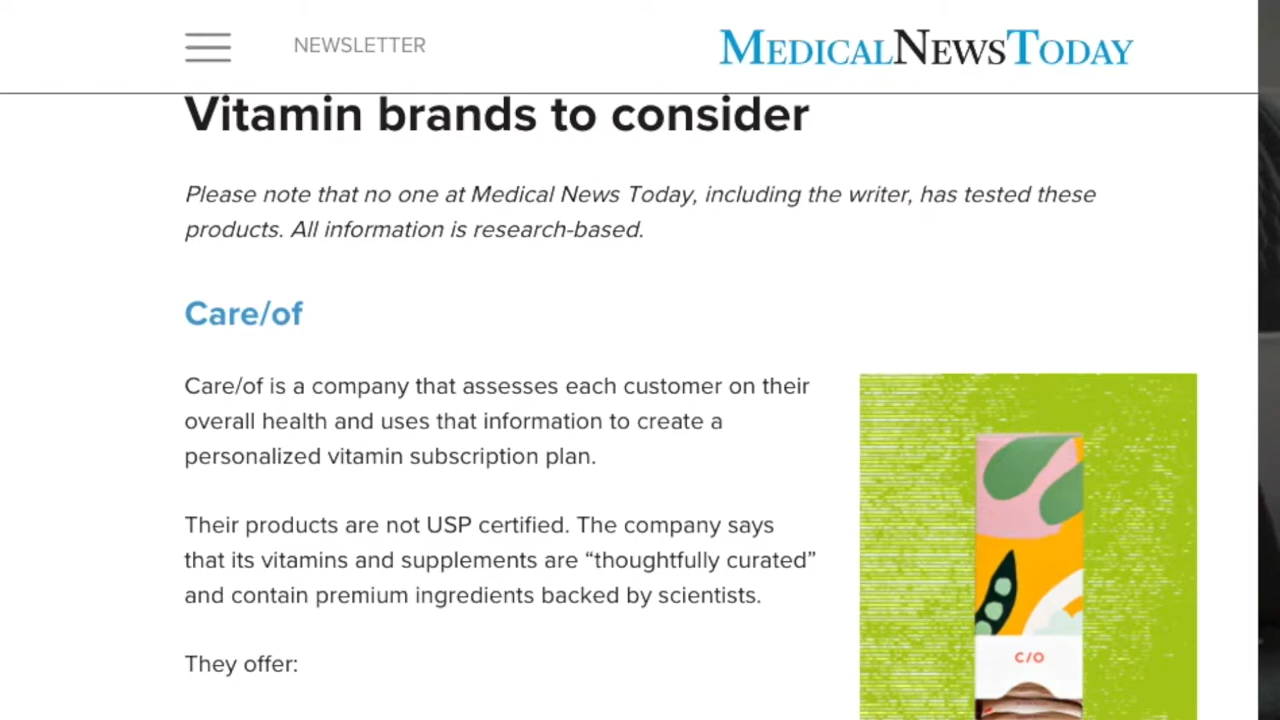 NEWSLETTER
MEDICALNEWSTODAY
Vitamin brands to consider
Please note that no one at Medical News Today, including the writer, has tested these
products. All information is research-based.
Care/of
Care/of is a company that assesses each customer on their
overall health and uses that information to create a
personalized vitamin subscription plan.
Their products are not USP certified. The company says
that its vitamins and supplements are “thoughtfully curated”
and contain premium ingredients backed by scientists.
They offer:
C/O